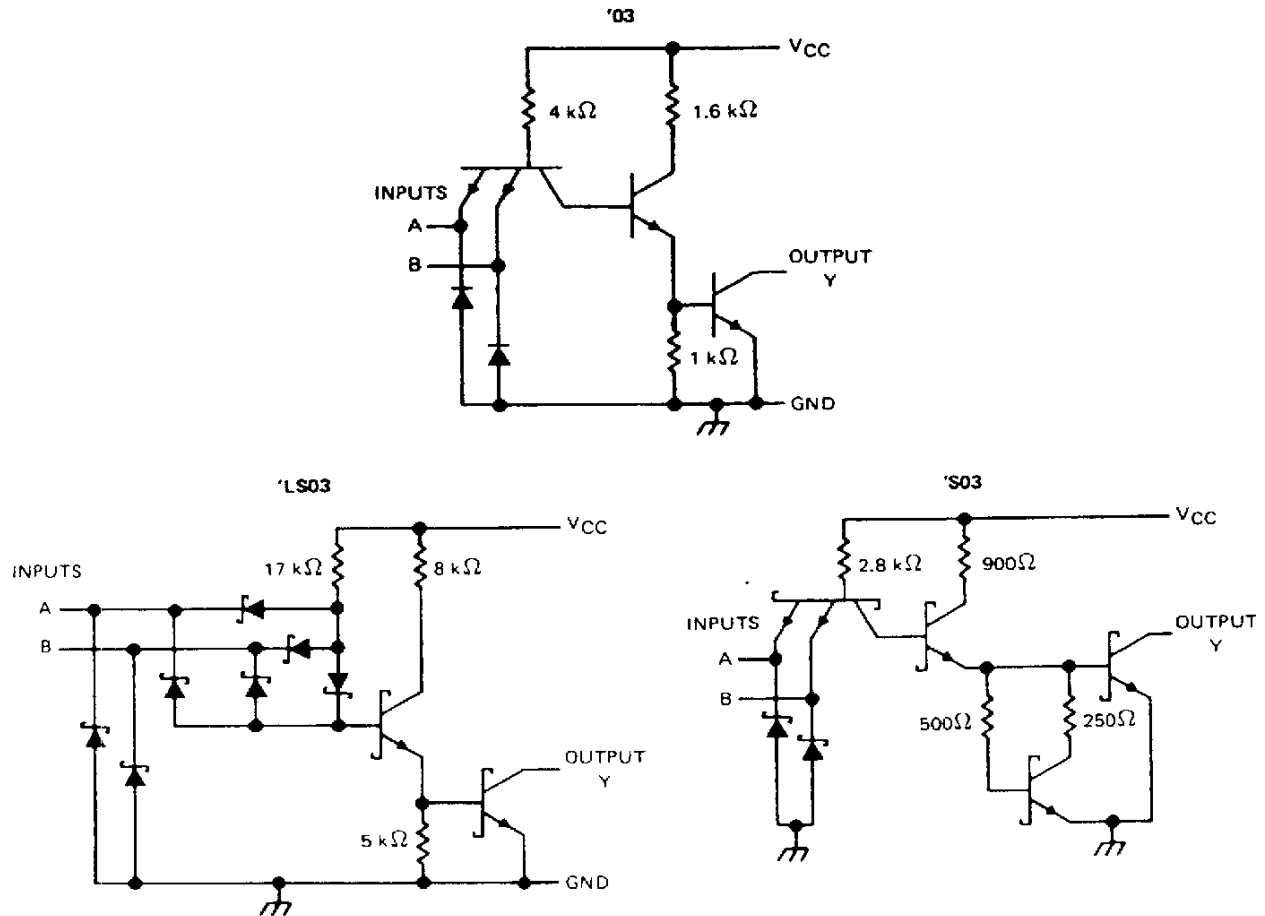 '03
VCC
4 kΩ
1.6 kΩ
INPUTS
A
B
OUTPUT
Y
1 kΩ
GND
'LS03
VCC
17 kΩ
8 kΩ
INPUTS
A
B
OUTPUT
Y
5 kΩ
GND
'S03
VCC
2.8 kΩ
900Ω
INPUTS
A
B
OUTPUT
Y
500Ω
250Ω